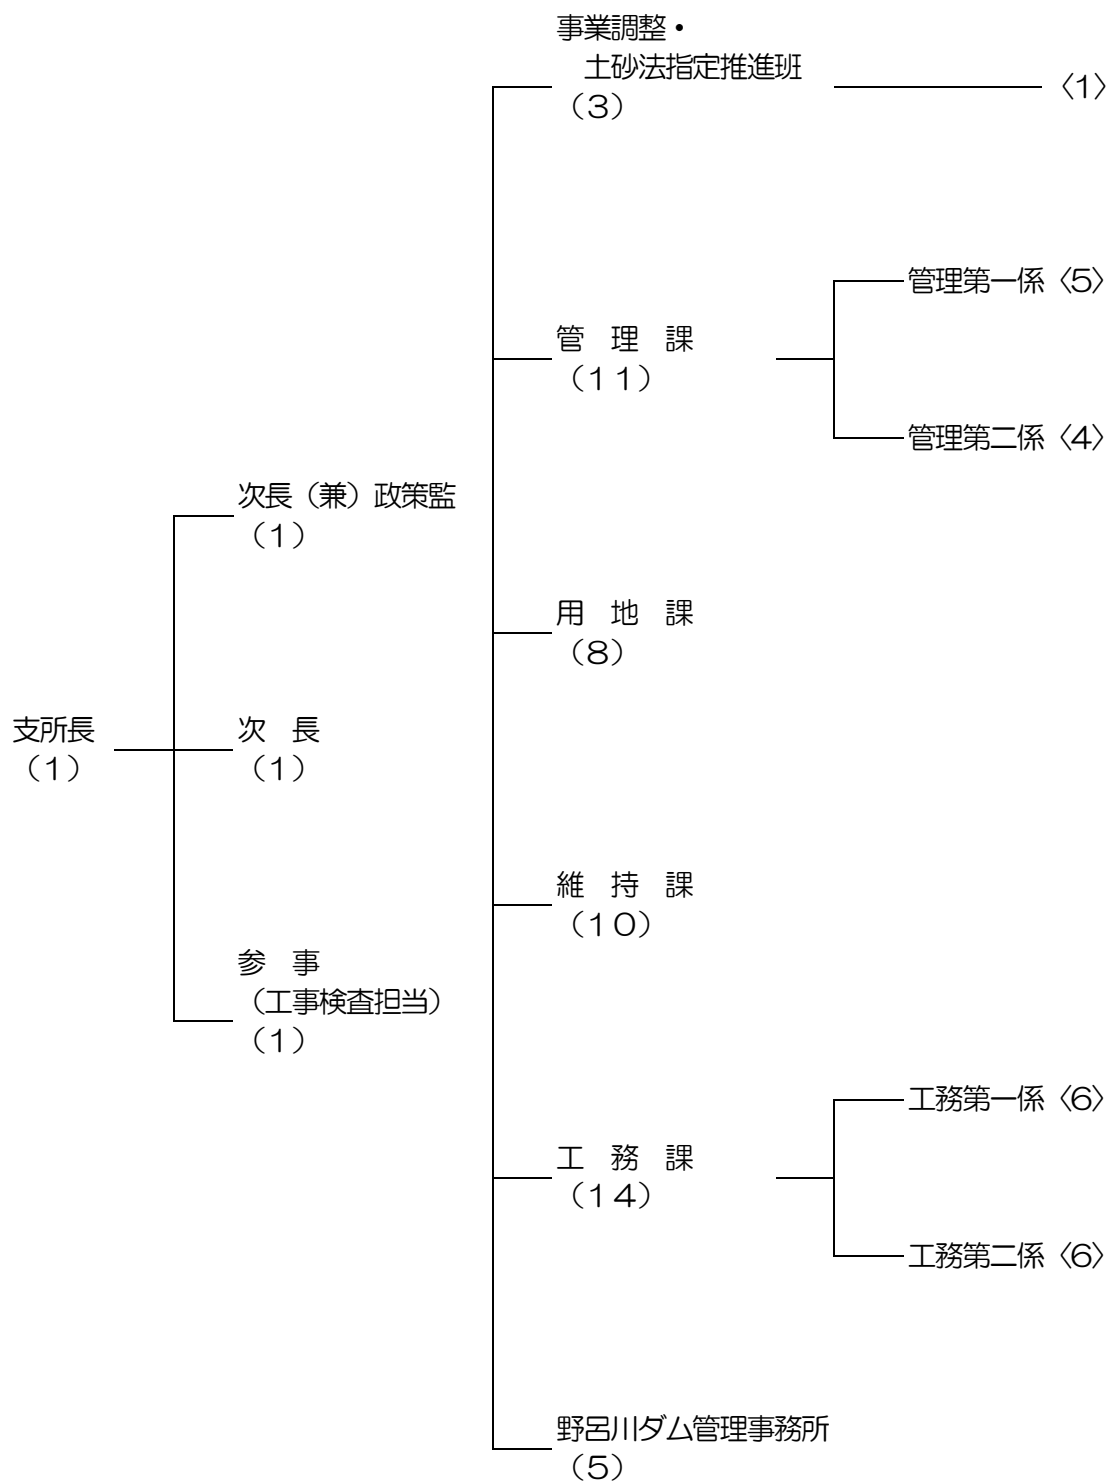 支所長
（1）
次長（兼）政策監
（1）
次　長
（1）
参　事
（工事検査担当）
（1）
事業調整・
　土砂法指定推進班
（3）
〈1〉
管　理　課
（11）
管理第一係〈5〉
管理第二係〈4〉
用　地　課
（8）
維　持　課
（10）
工　務　課
（14）
工務第一係〈6〉
工務第二係〈6〉
野呂川ダム管理事務所
（5）